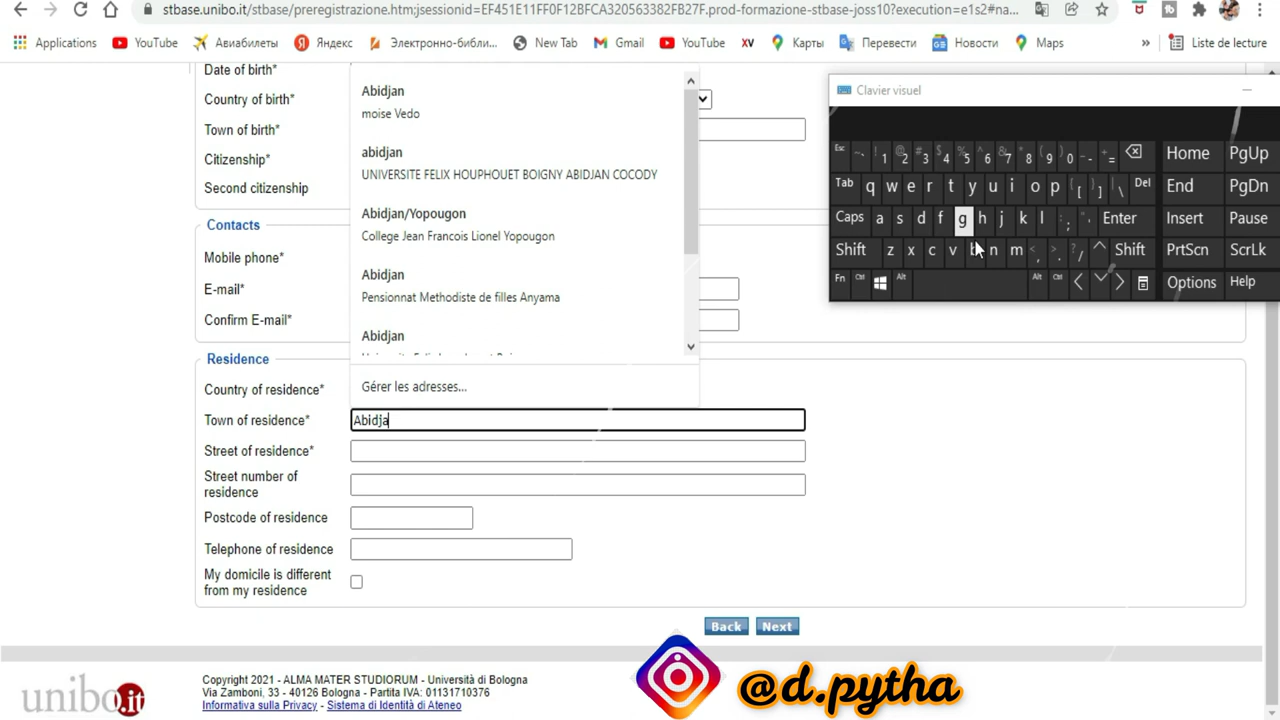 stbase.unibo.it/stbase/preregistrazione.htm;jsessionid=EF451E11FF0F12BFCA320563382FB27F.prod-formazione-stbase-joss10?execution=e1s2#na...
Applications YouTube Авиабилеты Яндекс Электронно-библи... New Tab Gmail YouTube XV Карты Перевести Новости Maps » Liste de lecture
Date of birth*
Country of birth*
Town of birth*
Citizenship*
Second citizenship
Abidjan
moise Vedo
abidjan
UNIVERSITE FELIX HOUPHOUET BOIGNY ABIDJAN COCODY
Abidjan/Yopougon
College Jean Francois Lionel Yopougon
Abidjan
Pensionnat Methodiste de filles Anyama
Abidjan
Gérer les adresses...
Clavier visuel
Esc ~ ` ! 1 @ 2 # 3 $ 4 % 5 ^ 6 & 7 * 8 ( 9 ) 0 _ - + = Home PgUp
Tab q w e r t y u i o p { [ } ] | \ Del End PgDn
Caps a s d f g h j k l : ; " ' Enter Insert Pause
Shift z x c v b n m < , > . ? / Shift PrtScn ScrLk
Fn Ctrl Alt Alt Ctrl Options Help
Contacts
Mobile phone*
E-mail*
Confirm E-mail*
Residence
Country of residence*
Town of residence* Abidja
Street of residence*
Street number of
residence
Postcode of residence
Telephone of residence
My domicile is different
from my residence
Back Next
unibo.it
Copyright 2021 - ALMA MATER STUDIORUM - Università di Bologna
Via Zamboni, 33 - 40126 Bologna - Partita IVA: 01131710376
Informativa sulla Privacy - Sistema di Identità di Ateneo
@d.pytha